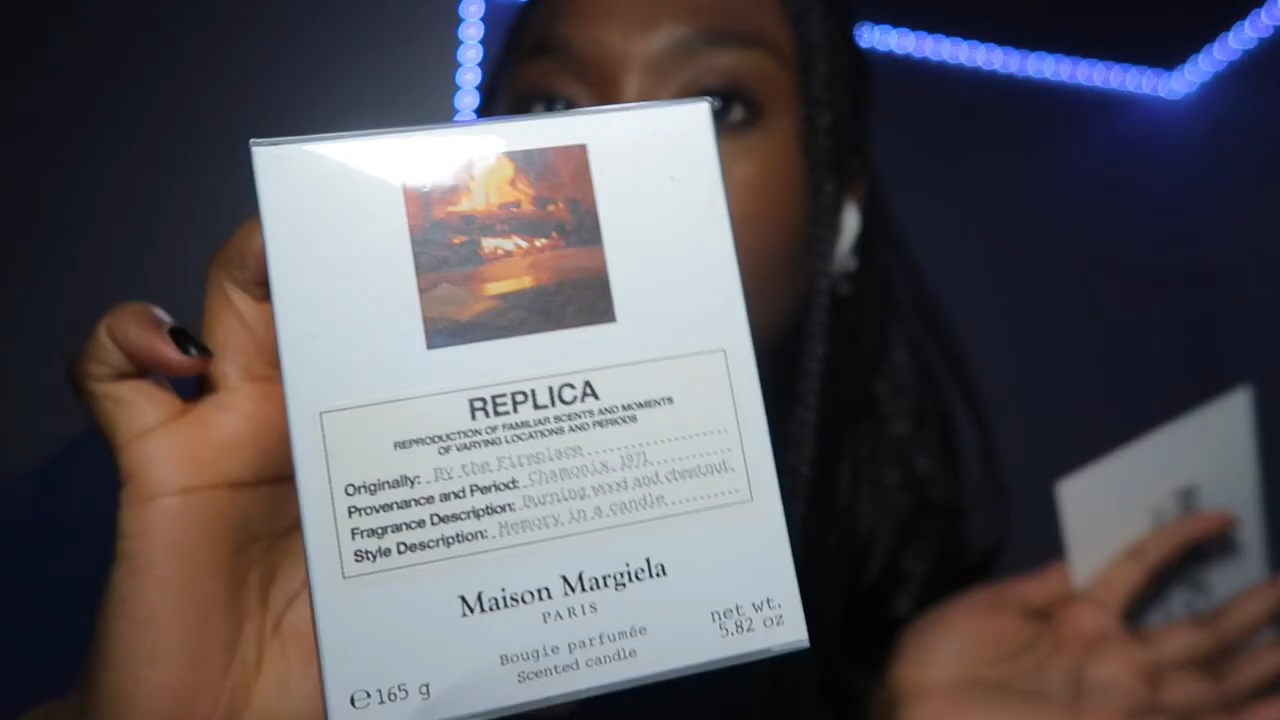 REPLICA
REPRODUCTION OF FAMILIAR SCENTS AND MOMENTS
OF VARYING LOCATIONS AND PERIODS
Originally: By the Fireplace
Provenance and Period: Chamonix, 1971
Fragrance Description: Burning wood and chestnut
Style Description: Memory in a candle
Maison Margiela
PARIS
Bougie parfumée
Scented candle
net wt.
5.82 oz
℮165 g